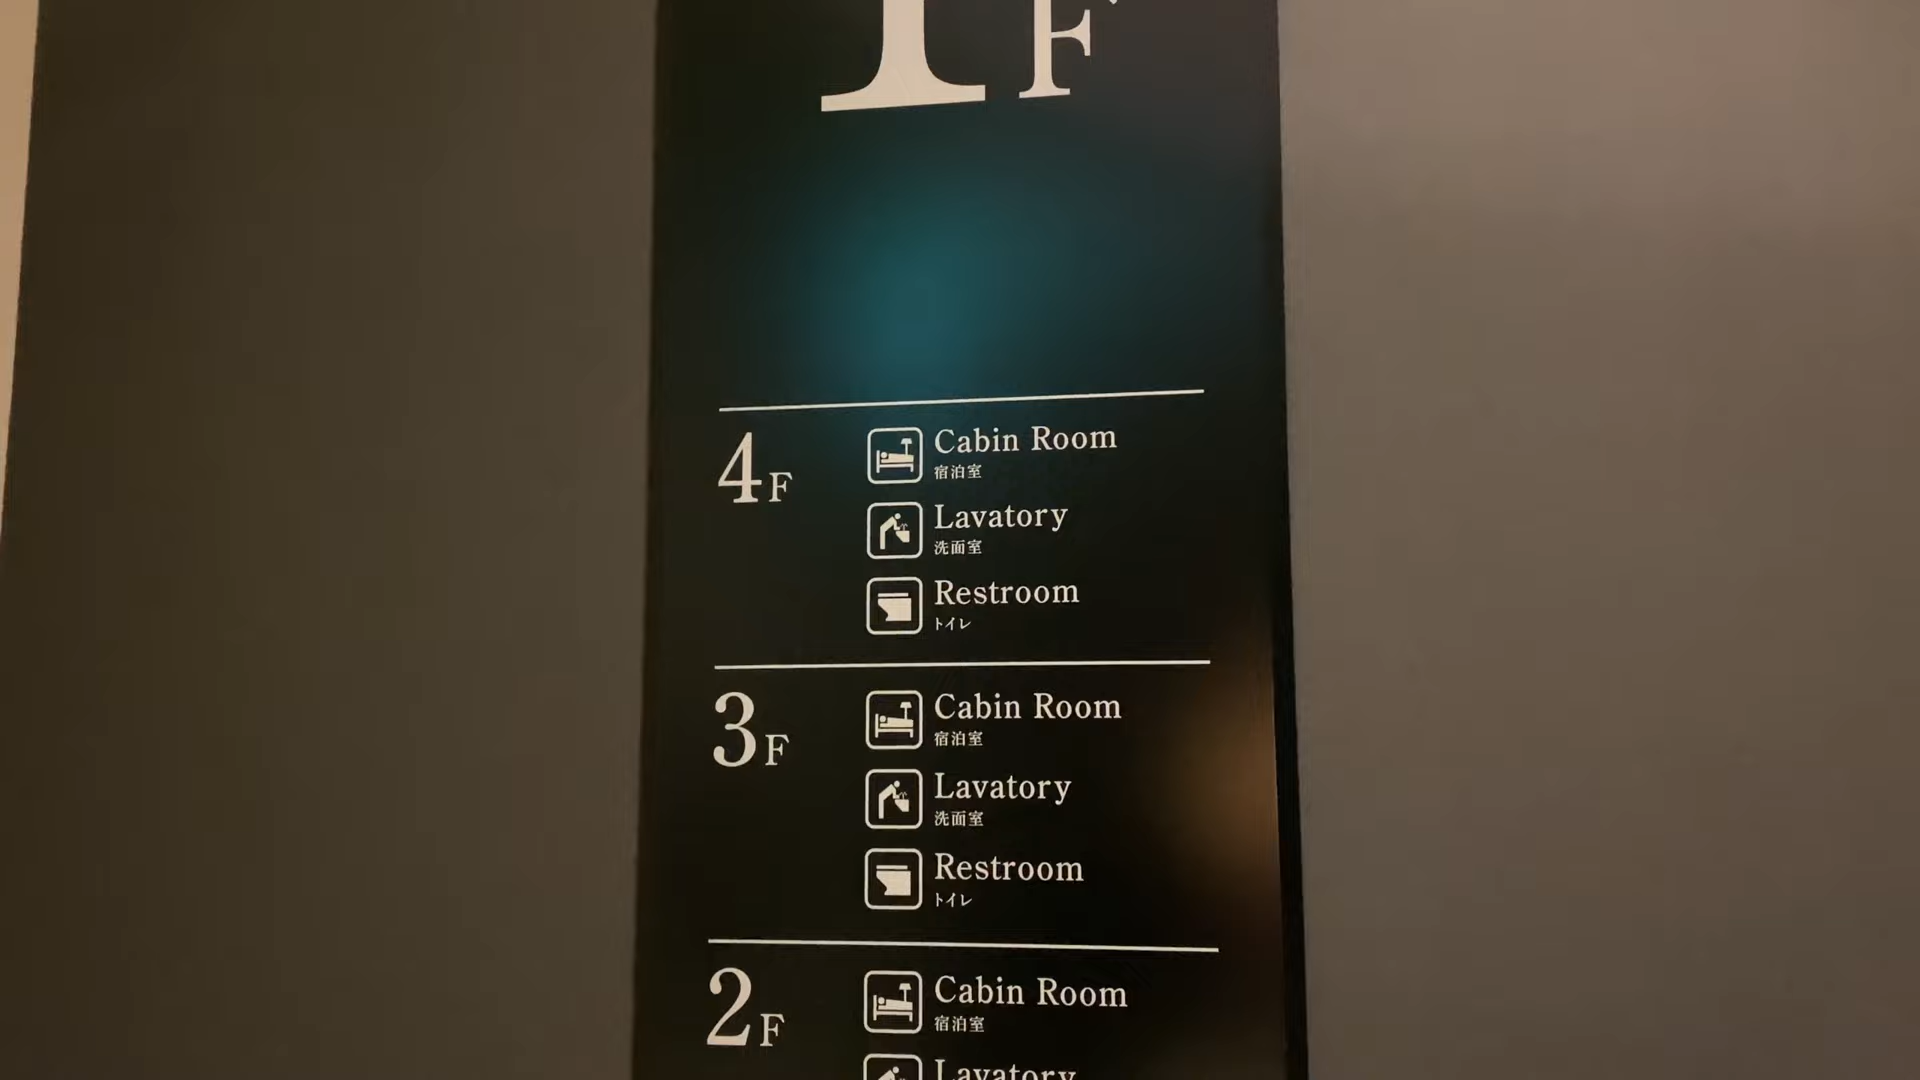 1F
4F
Cabin Room
宿泊室
Lavatory
洗面室
Restroom
トイレ
3F
Cabin Room
宿泊室
Lavatory
洗面室
Restroom
トイレ
2F
Cabin Room
宿泊室
Lavatory